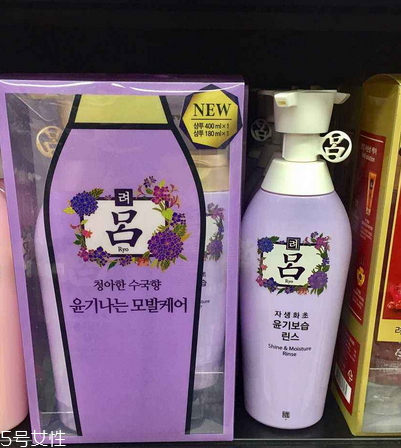 NEW
샴푸 400ml×1
샴푸 180ml×1
려
呂
Ryo
청아한 수국향
윤기나는 모발케어
呂
려
呂
Ryo
자생화초
윤기보습
린스
Shine & Moisture
Rinse
5号女性